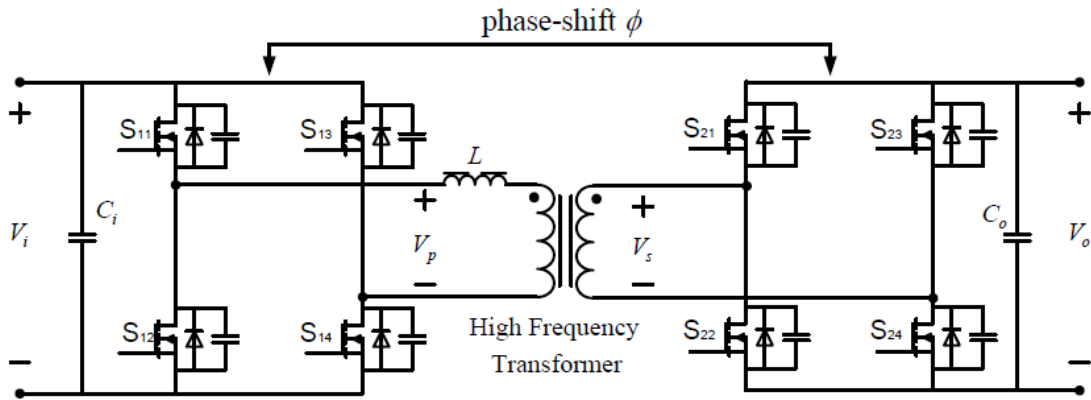 phase-shift ϕ
+
S₁₁
S₁₃
S₂₁
S₂₃
+
L
Vᵢ
Cᵢ
+
Vₚ
−
+
Vₛ
−
Cₒ
Vₒ
S₁₂
S₁₄
High Frequency
Transformer
S₂₂
S₂₄
−
−